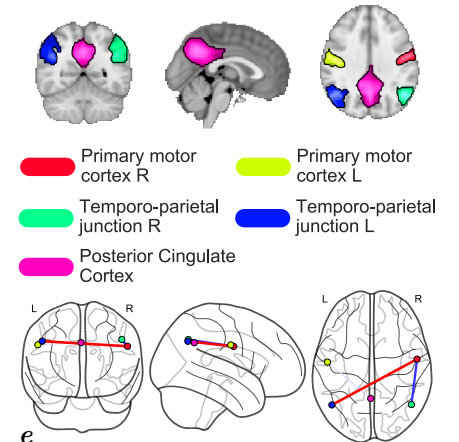 Primary motor cortex R
Primary motor cortex L
Temporo-parietal junction R
Temporo-parietal junction L
Posterior Cingulate Cortex
L R
L R
e